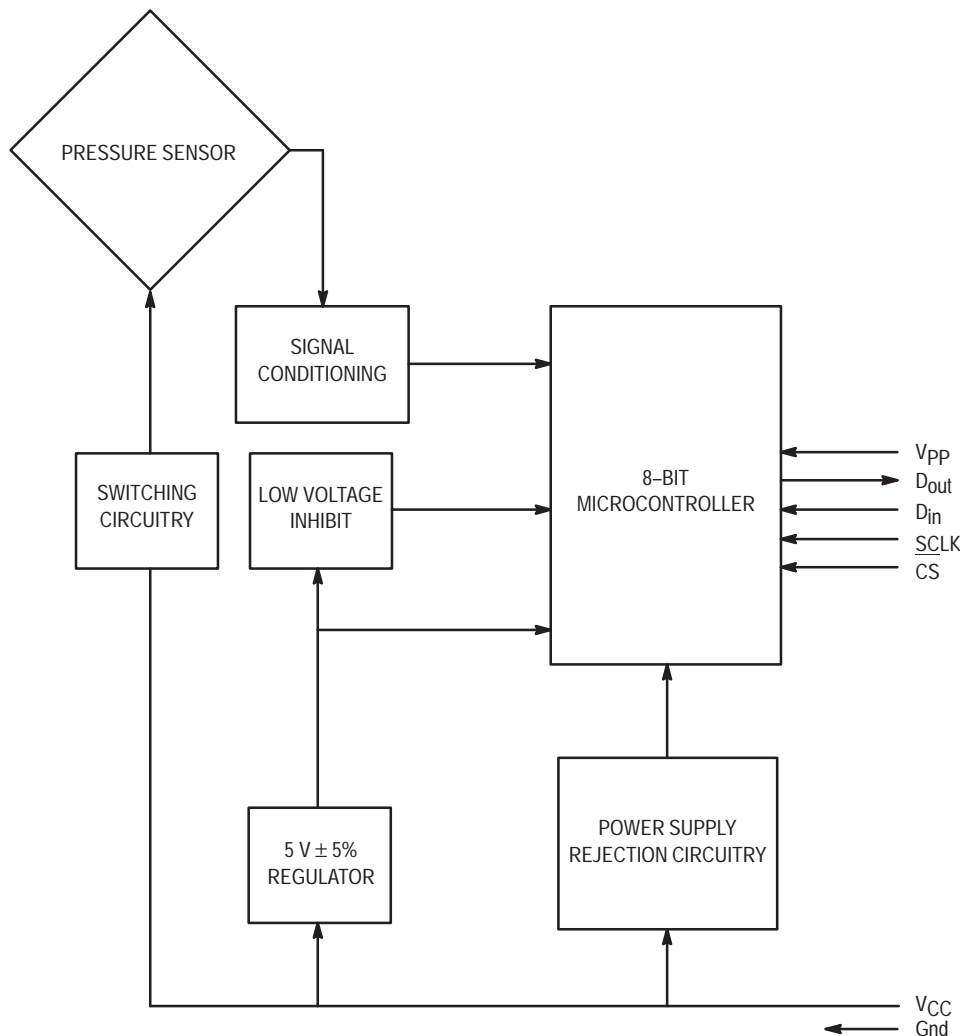 PRESSURE SENSOR
SIGNAL
CONDITIONING
SWITCHING
CIRCUITRY
LOW VOLTAGE
INHIBIT
8–BIT
MICROCONTROLLER
VPP
Dout
Din
SCLK
CS
5 V ± 5%
REGULATOR
POWER SUPPLY
REJECTION CIRCUITRY
VCC
Gnd